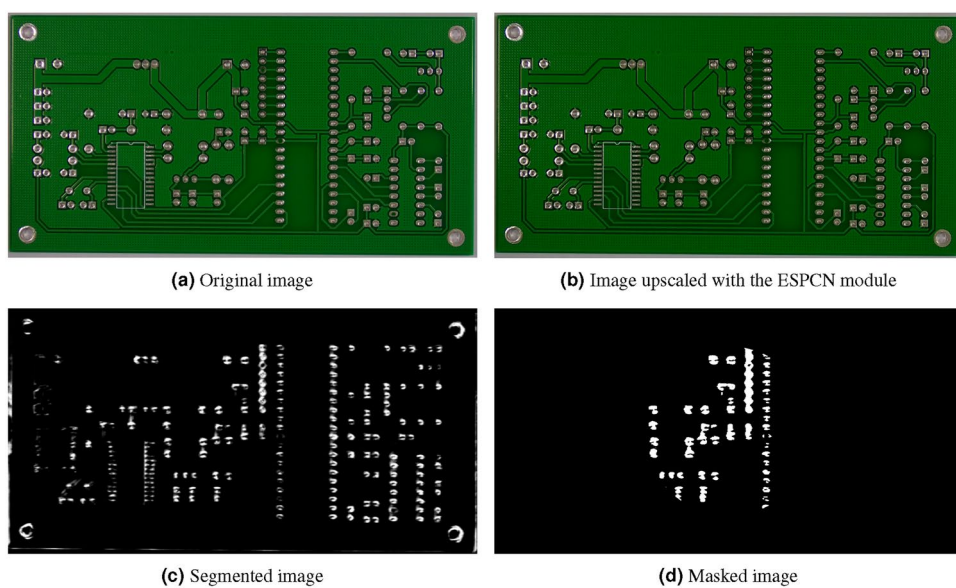 (a) Original image
(b) Image upscaled with the ESPCN module
(c) Segmented image
(d) Masked image